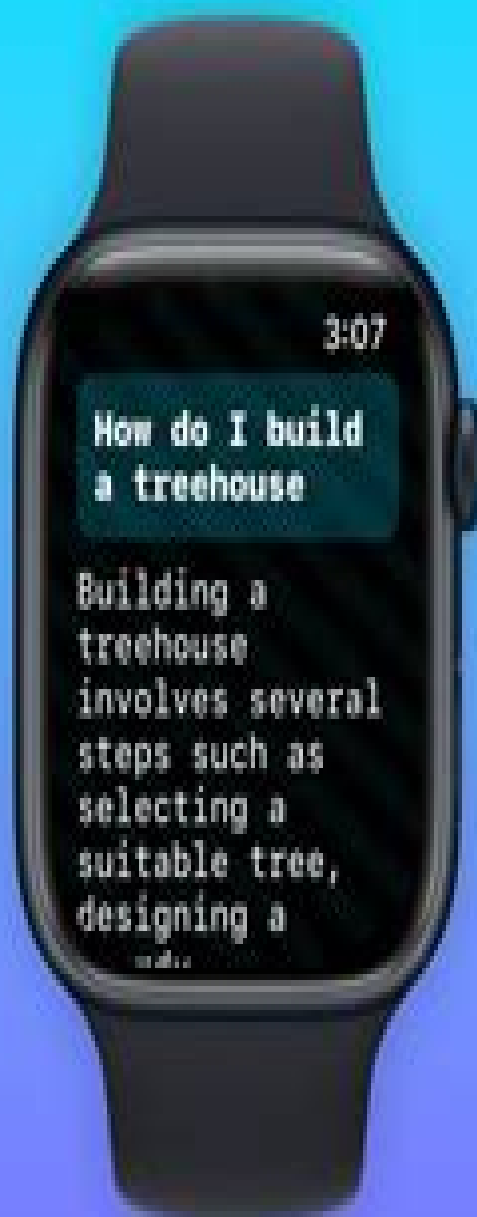 3:07
How do I build
a treehouse
Building a
treehouse
involves several
steps such as
selecting a
suitable tree,
designing a